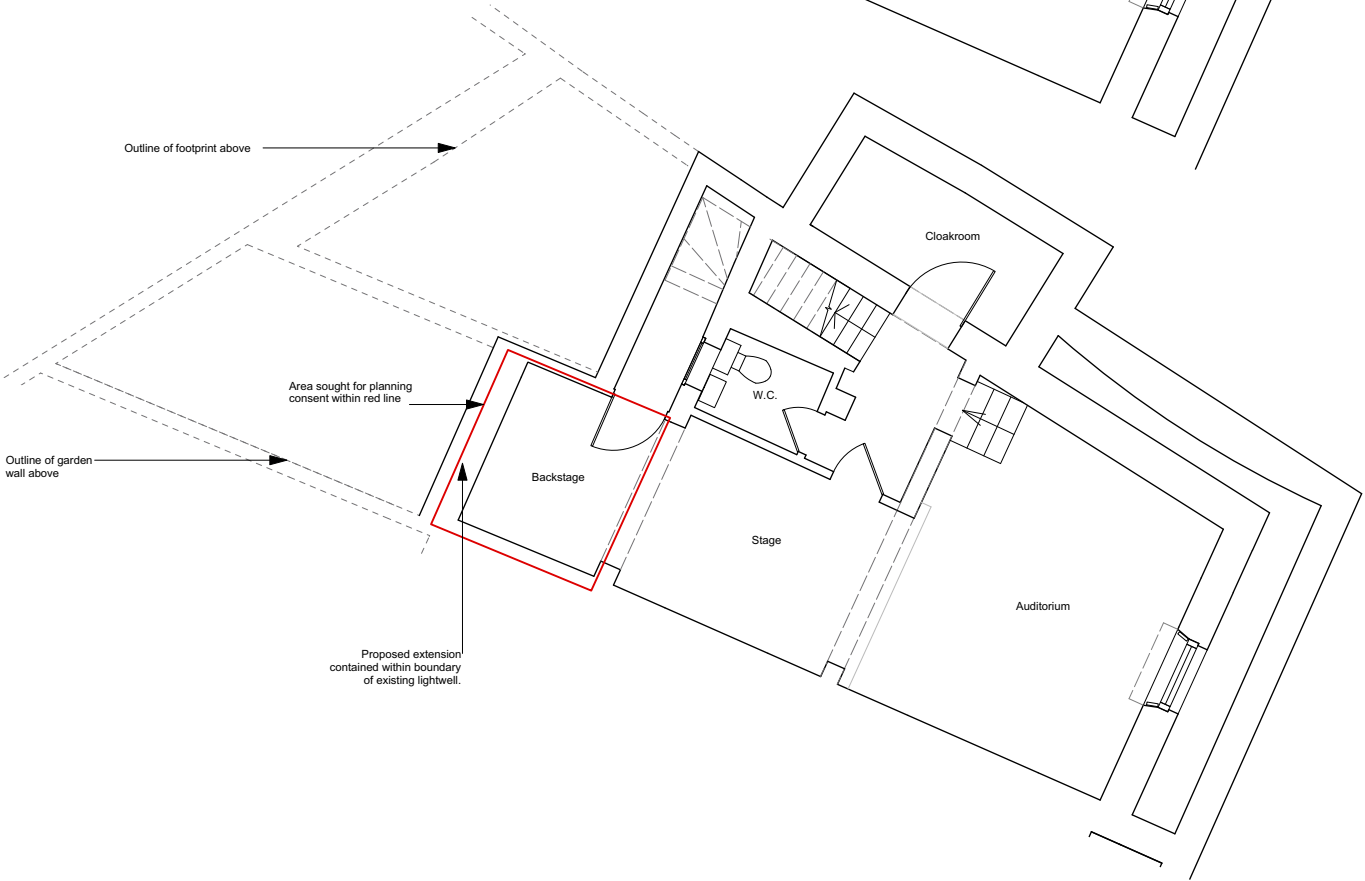 Outline of footprint above
Cloakroom
Area sought for planning
consent within red line
W.C.
Outline of garden
wall above
Backstage
Stage
Auditorium
Proposed extension
contained within boundary
of existing lightwell.